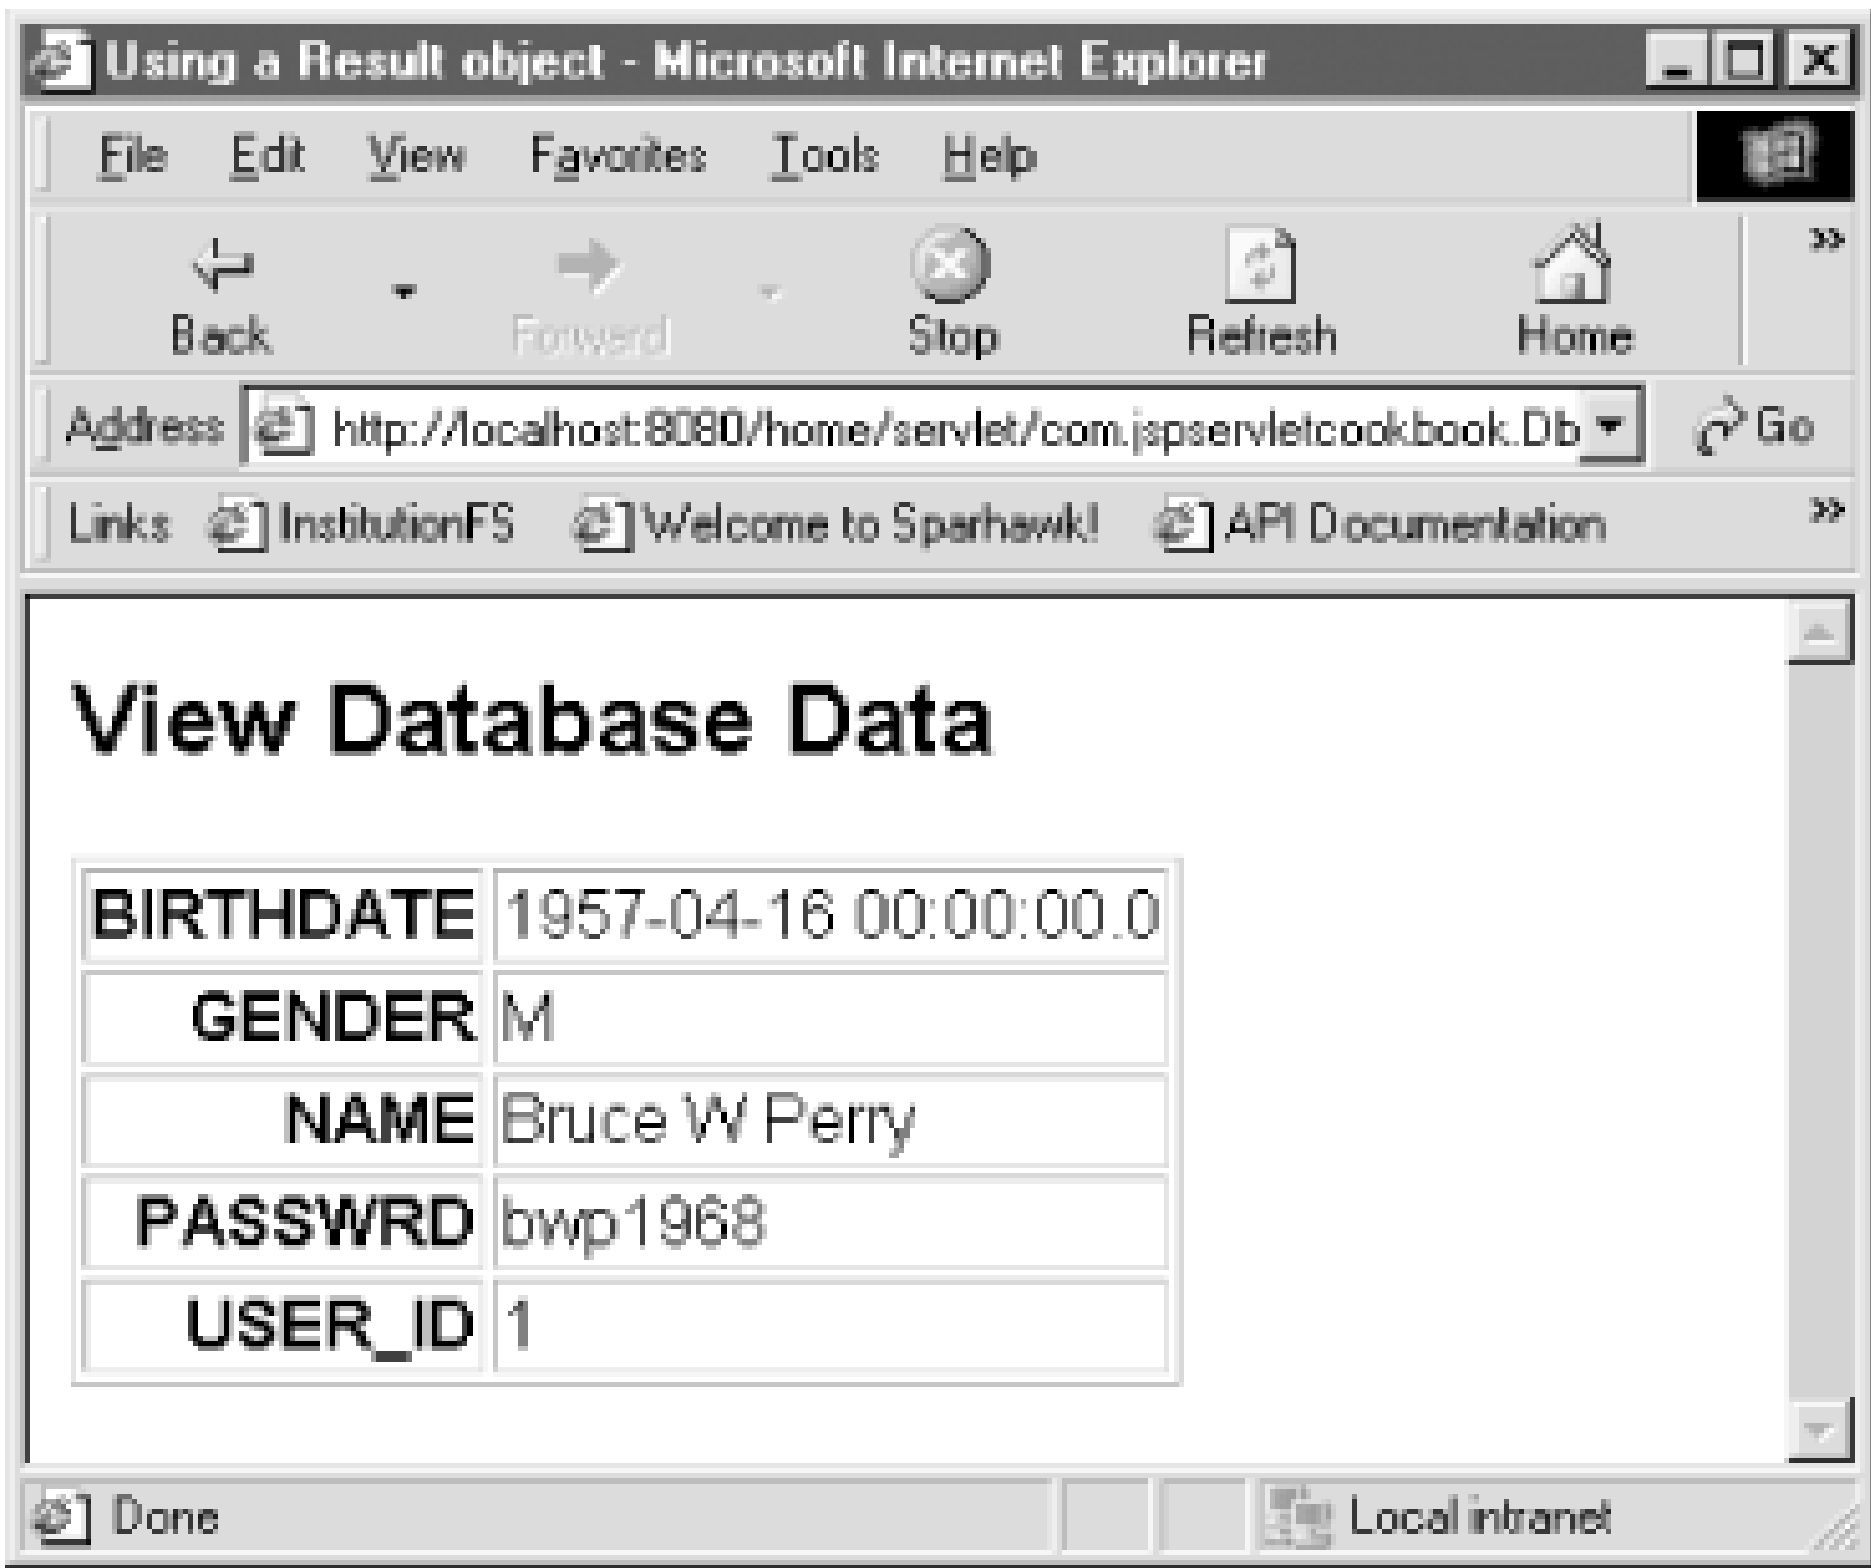 Using a Result object - Microsoft Internet Explorer
File Edit View Favorites Tools Help
»
Back Forward Stop Refresh Home
Address http://localhost:8080/home/servlet/com.jspservletcookbook.Db Go
Links InstitutionFS Welcome to Sparhawk! API Documentation »
View Database Data
BIRTHDATE 1957-04-16 00:00:00.0
GENDER M
NAME Bruce W Perry
PASSWRD bwp1968
USER_ID 1
Done Local intranet